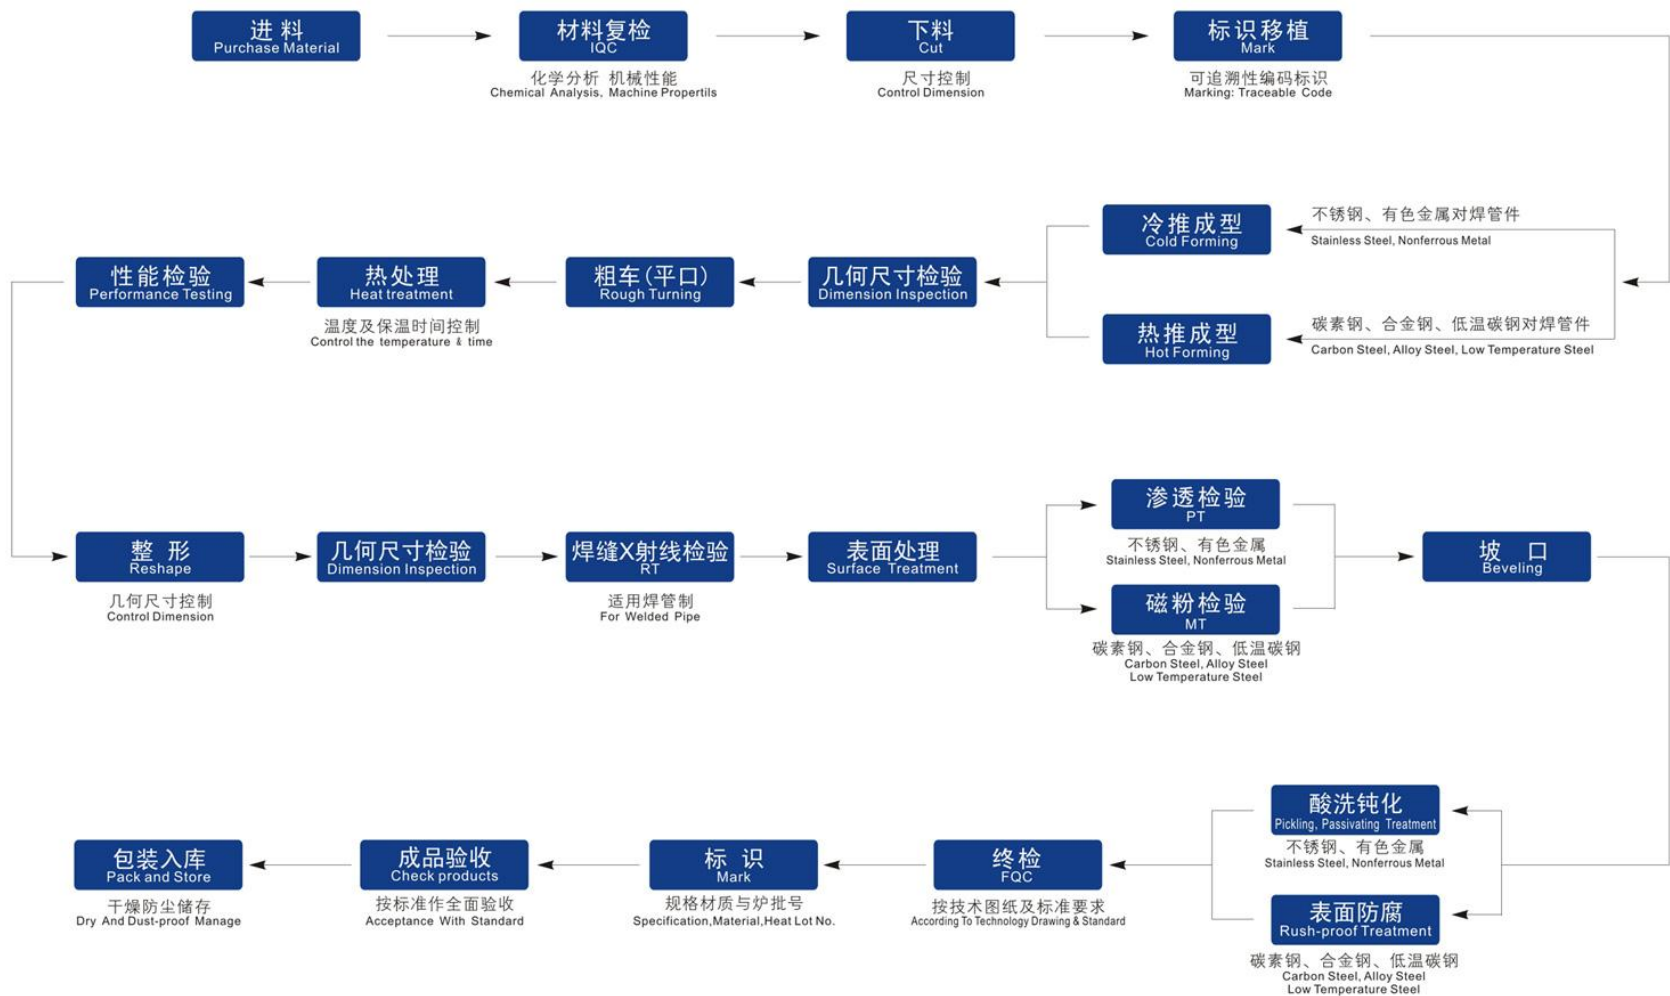 进 料
Purchase Material
材料复检
IQC
化学分析 机械性能
Chemical Analysis, Machine Propertils
下料
Cut
尺寸控制
Control Dimension
标识移植
Mark
可追溯性编码标识
Marking: Traceable Code
不锈钢、有色金属对焊管件
Stainless Steel, Nonferrous Metal
冷推成型
Cold Forming
碳素钢、合金钢、低温碳钢对焊管件
Carbon Steel, Alloy Steel, Low Temperature Steel
热推成型
Hot Forming
几何尺寸检验
Dimension Inspection
粗车(平口)
Rough Turning
热处理
Heat treatment
温度及保温时间控制
Control the temperature & time
性能检验
Performance Testing
整 形
Reshape
几何尺寸控制
Control Dimension
几何尺寸检验
Dimension Inspection
焊缝X射线检验
RT
适用焊管制
For Welded Pipe
表面处理
Surface Treatment
渗透检验
PT
不锈钢、有色金属
Stainless Steel, Nonferrous Metal
磁粉检验
MT
碳素钢、合金钢、低温碳钢
Carbon Steel, Alloy Steel
Low Temperature Steel
坡 口
Beveling
酸洗钝化
Pickling, Passivating Treatment
不锈钢、有色金属
Stainless Steel, Nonferrous Metal
表面防腐
Rush-proof Treatment
碳素钢、合金钢、低温碳钢
Carbon Steel, Alloy Steel
Low Temperature Steel
终检
FQC
按技术图纸及标准要求
According To Technology Drawing & Standard
标 识
Mark
规格材质与炉批号
Specification,Material,Heat Lot No.
成品验收
Check products
按标准作全面验收
Acceptance With Standard
包装入库
Pack and Store
干燥防尘储存
Dry And Dust-proof Manage